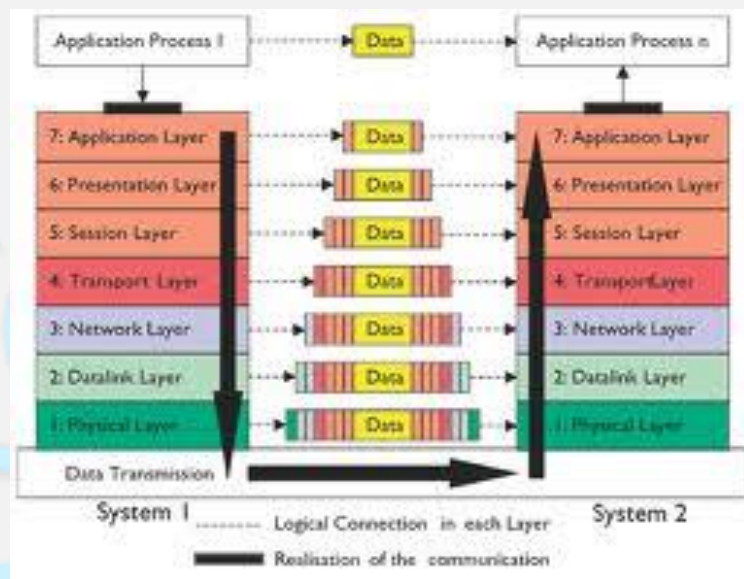 Application Process 1
Data
Application Process n
7: Application Layer
Data
7: Application Layer
6: Presentation Layer
Data
6: Presentation Layer
5: Session Layer
Data
5: Session Layer
4: Transport Layer
Data
4: TransportLayer
3: Network Layer
Data
3: Network Layer
2: Datalink Layer
Data
2: Datalink Layer
1: Physical Layer
Data
1: Physical Layer
Data Transmission
System 1
System 2
Logical Connection in each Layer
Realisation of the communication